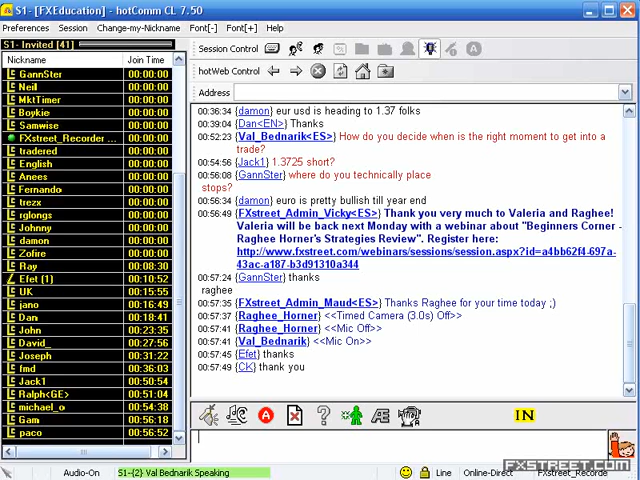 S1- [FXEducation] - hotComm CL 7.50
Preferences Session Change-my-Nickname Font[-] Font[+] Help
S1- Invited [41]
Nickname Join Time
GannSter 00:00:00
Neil 00:00:00
MktTimer 00:00:00
Boykie 00:00:00
Samwise 00:00:00
FXstreet_Recorder ... 00:00:00
tradered 00:00:00
English 00:00:00
Anees 00:00:00
Fernando 00:00:00
trezx 00:00:00
rglongs 00:00:00
Johnny 00:00:00
damon 00:00:00
Zofire 00:00:00
Ray 08:08:30
Efet (1) 00:10:52
UK 00:15:55
jano 00:16:49
Dan 00:18:41
John 00:23:35
David_ 00:27:56
Joseph 00:31:22
fmd 00:36:03
Jack1 00:50:54
Ralph<GE> 00:51:04
michael_o 00:54:38
Gam 00:56:18
paco 00:56:52
Session Control
hotWeb Control
Address
00:36:34 {damon} eur usd is heading to 1.37 folks
00:39:04 {Dan<EN>} Thanks
00:52:23 {Val_Bednarik<ES>} How do you decide when is the right moment to get into a
trade?
00:54:56 {Jack1} 1.3725 short?
00:56:08 {GannSter} where do you technically place
stops?
00:56:34 {damon} euro is pretty bullish till year end
00:56:49 {FXstreet_Admin_Vicky<ES>} Thank you very much to Valeria and Raghee!
Valeria will be back next Monday with a webinar about "Beginners Corner -
Raghee Horner's Strategies Review". Register here:
http://www.fxstreet.com/webinars/sessions/session.aspx?id=a4bb62f4-697a-
43ac-a187-b3d91310a344
00:57:24 {GannSter} thanks
raghee
00:57:35 {FXstreet_Admin_Maud<ES>} Thanks Raghee for your time today ;)
00:57:37 {Raghee_Horner} <<Timed Camera (3.0s) Off>>
00:57:41 {Raghee_Horner} <<Mic Off>>
00:57:41 {Val_Bednarik} <<Mic On>>
00:57:45 {Efet} thanks
00:57:49 {CK} thank you
IN
Audio-On S1-{2} Val Bednarik Speaking Line Online-Direct FXstreet_Recorde
FXSTREET.COM